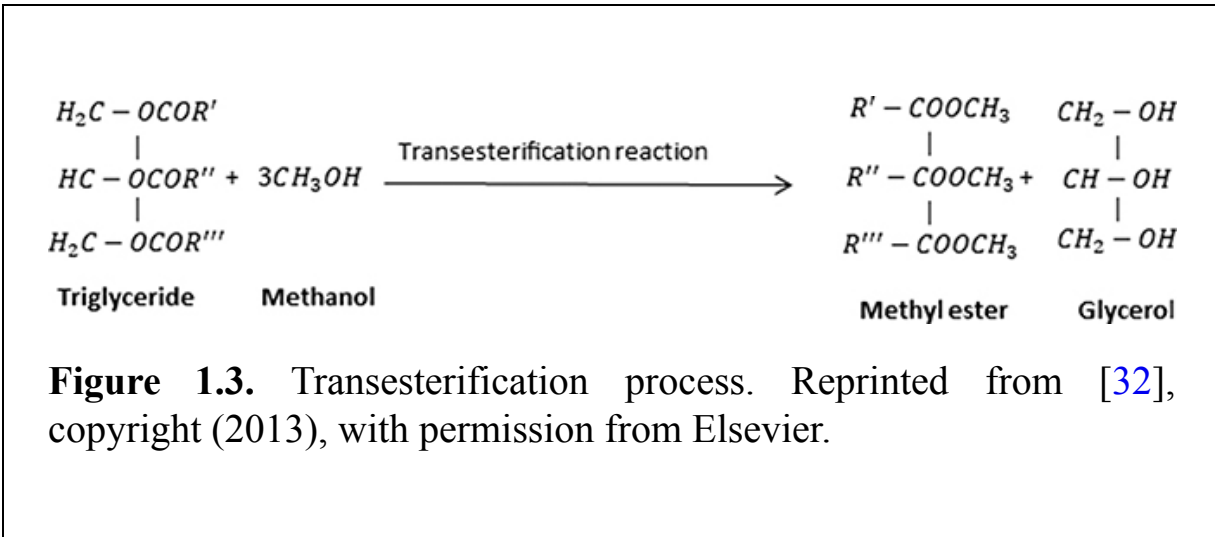 H₂C − OCOR′ R′ − COOCH₃ CH₂ − OH
| | |
HC − OCOR″ + 3CH₃OH Transesterification reaction R″ − COOCH₃ + CH − OH
| | |
H₂C − OCOR‴ R‴ − COOCH₃ CH₂ − OH
Triglyceride Methanol Methyl ester Glycerol
Figure 1.3. Transesterification process. Reprinted from [32],
copyright (2013), with permission from Elsevier.